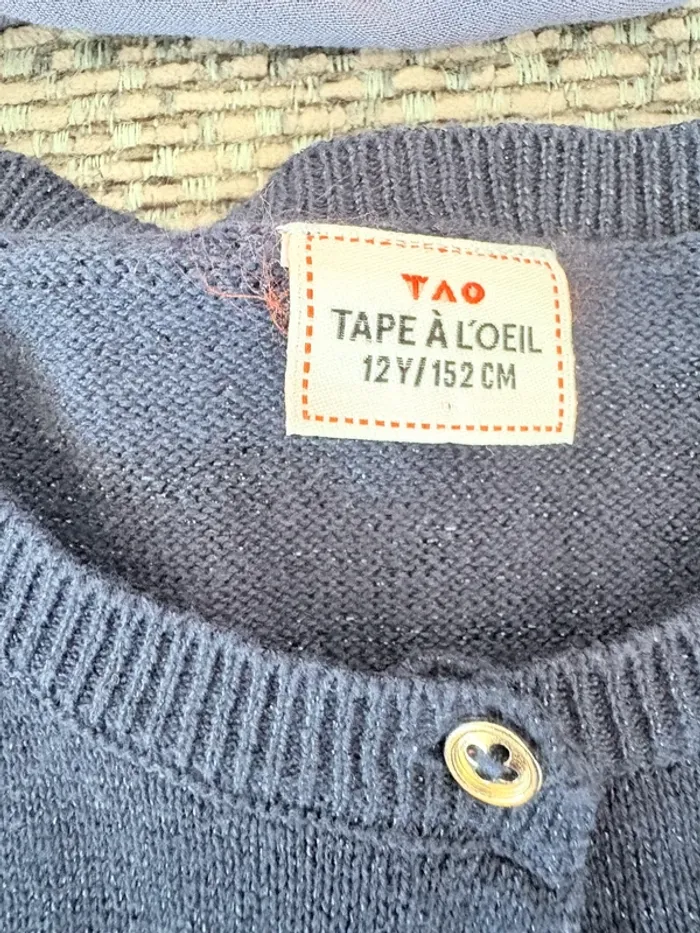 TAO
TAPE À L'OEIL
12Y/152 CM